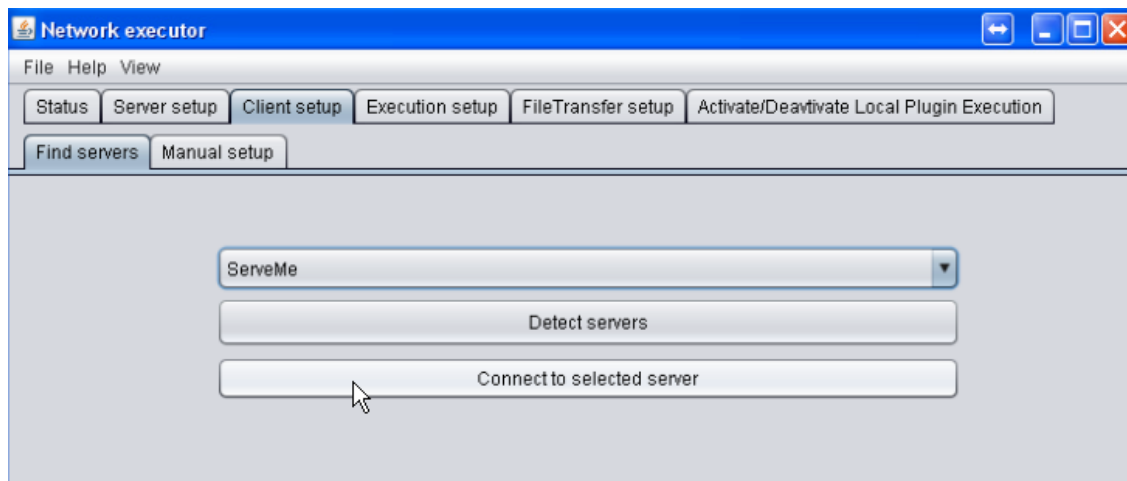 Network executor
File Help View
Status Server setup Client setup Execution setup FileTransfer setup Activate/Deavtivate Local Plugin Execution
Find servers Manual setup
ServeMe
Detect servers
Connect to selected server